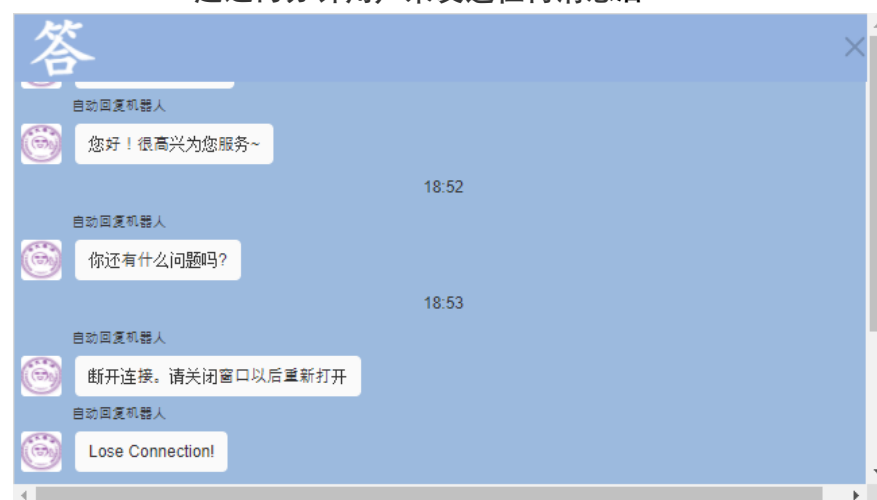 答
自动回复机器人
您好！很高兴为您服务~
18:52
自动回复机器人
你还有什么问题吗?
18:53
自动回复机器人
断开连接。请关闭窗口以后重新打开
自动回复机器人
Lose Connection!